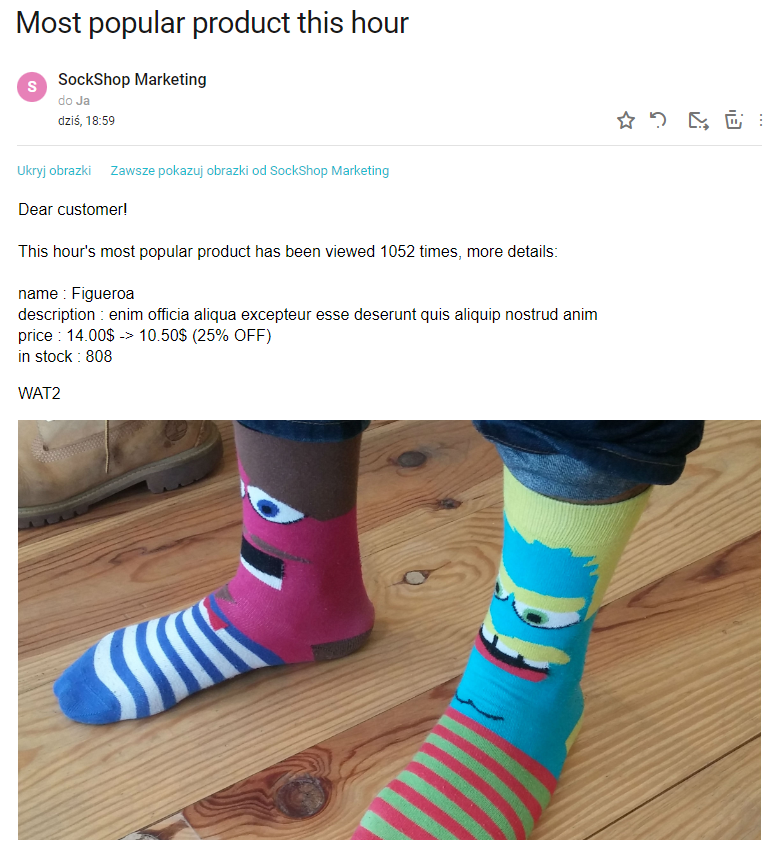 Most popular product this hour
S
SockShop Marketing
do Ja
dziś, 18:59
Ukryj obrazki Zawsze pokazuj obrazki od SockShop Marketing
Dear customer!
This hour's most popular product has been viewed 1052 times, more details:
name : Figueroa
description : enim officia aliqua excepteur esse deserunt quis aliquip nostrud anim
price : 14.00$ -> 10.50$ (25% OFF)
in stock : 808
WAT2